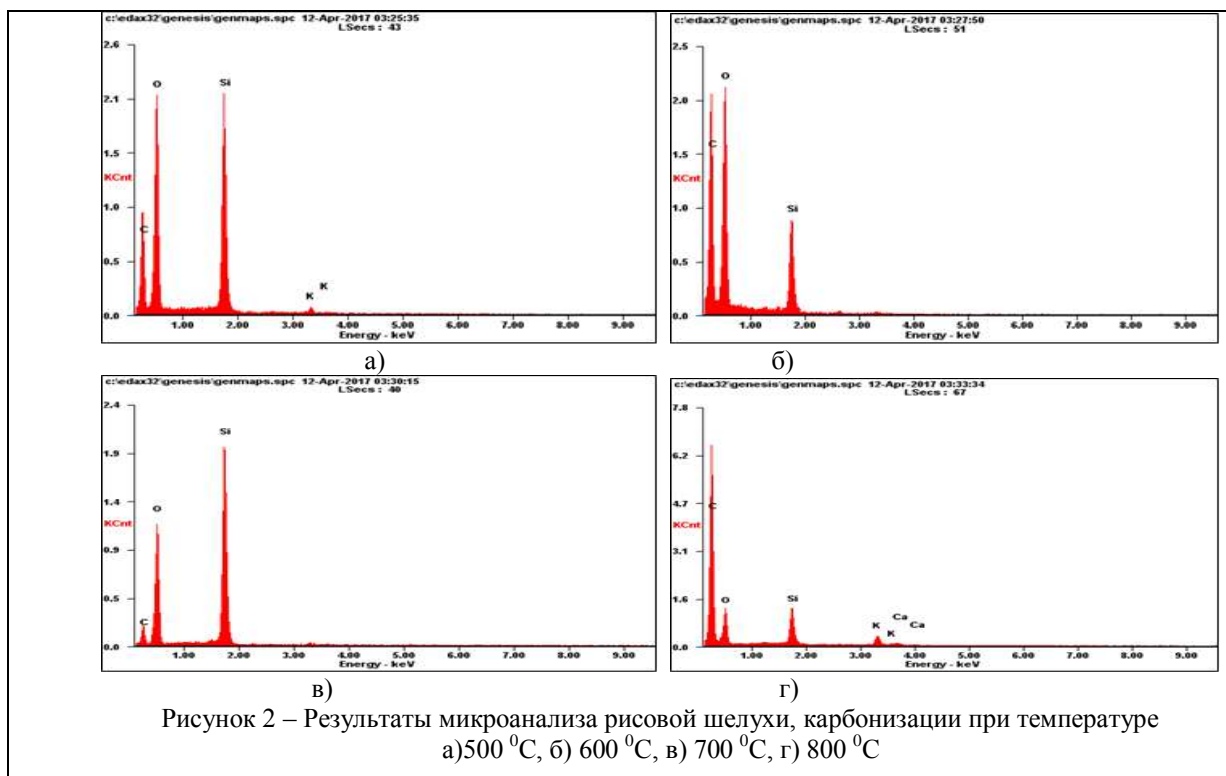 c:\edax32\genesis\genmaps.spc 12-Apr-2017 03:25:35
LSecs : 43
2.6
2.1
1.5
KCnt
1.0
0.5
0.0
C
O
Si
K
K
1.00 2.00 3.00 4.00 5.00 6.00 7.00 8.00 9.00
Energy - keV
а)
c:\edax32\genesis\genmaps.spc 12-Apr-2017 03:27:50
LSecs : 51
2.5
2.0
1.5
KCnt
1.0
0.5
0.0
C
O
Si
1.00 2.00 3.00 4.00 5.00 6.00 7.00 8.00 9.00
Energy - keV
б)
c:\edax32\genesis\genmaps.spc 12-Apr-2017 03:30:15
LSecs : 40
2.4
1.9
1.4
KCnt
0.9
0.5
0.0
C
O
Si
1.00 2.00 3.00 4.00 5.00 6.00 7.00 8.00 9.00
Energy - keV
в)
c:\edax32\genesis\genmaps.spc 12-Apr-2017 03:33:34
LSecs : 67
7.8
6.2
4.7
KCnt
3.1
1.6
0.0
C
O
Si
K
K
Ca
Ca
1.00 2.00 3.00 4.00 5.00 6.00 7.00 8.00 9.00
Energy - keV
г)
Рисунок 2 – Результаты микроанализа рисовой шелухи, карбонизации при температуре
а)500 ⁰С, б) 600 ⁰С, в) 700 ⁰С, г) 800 ⁰С